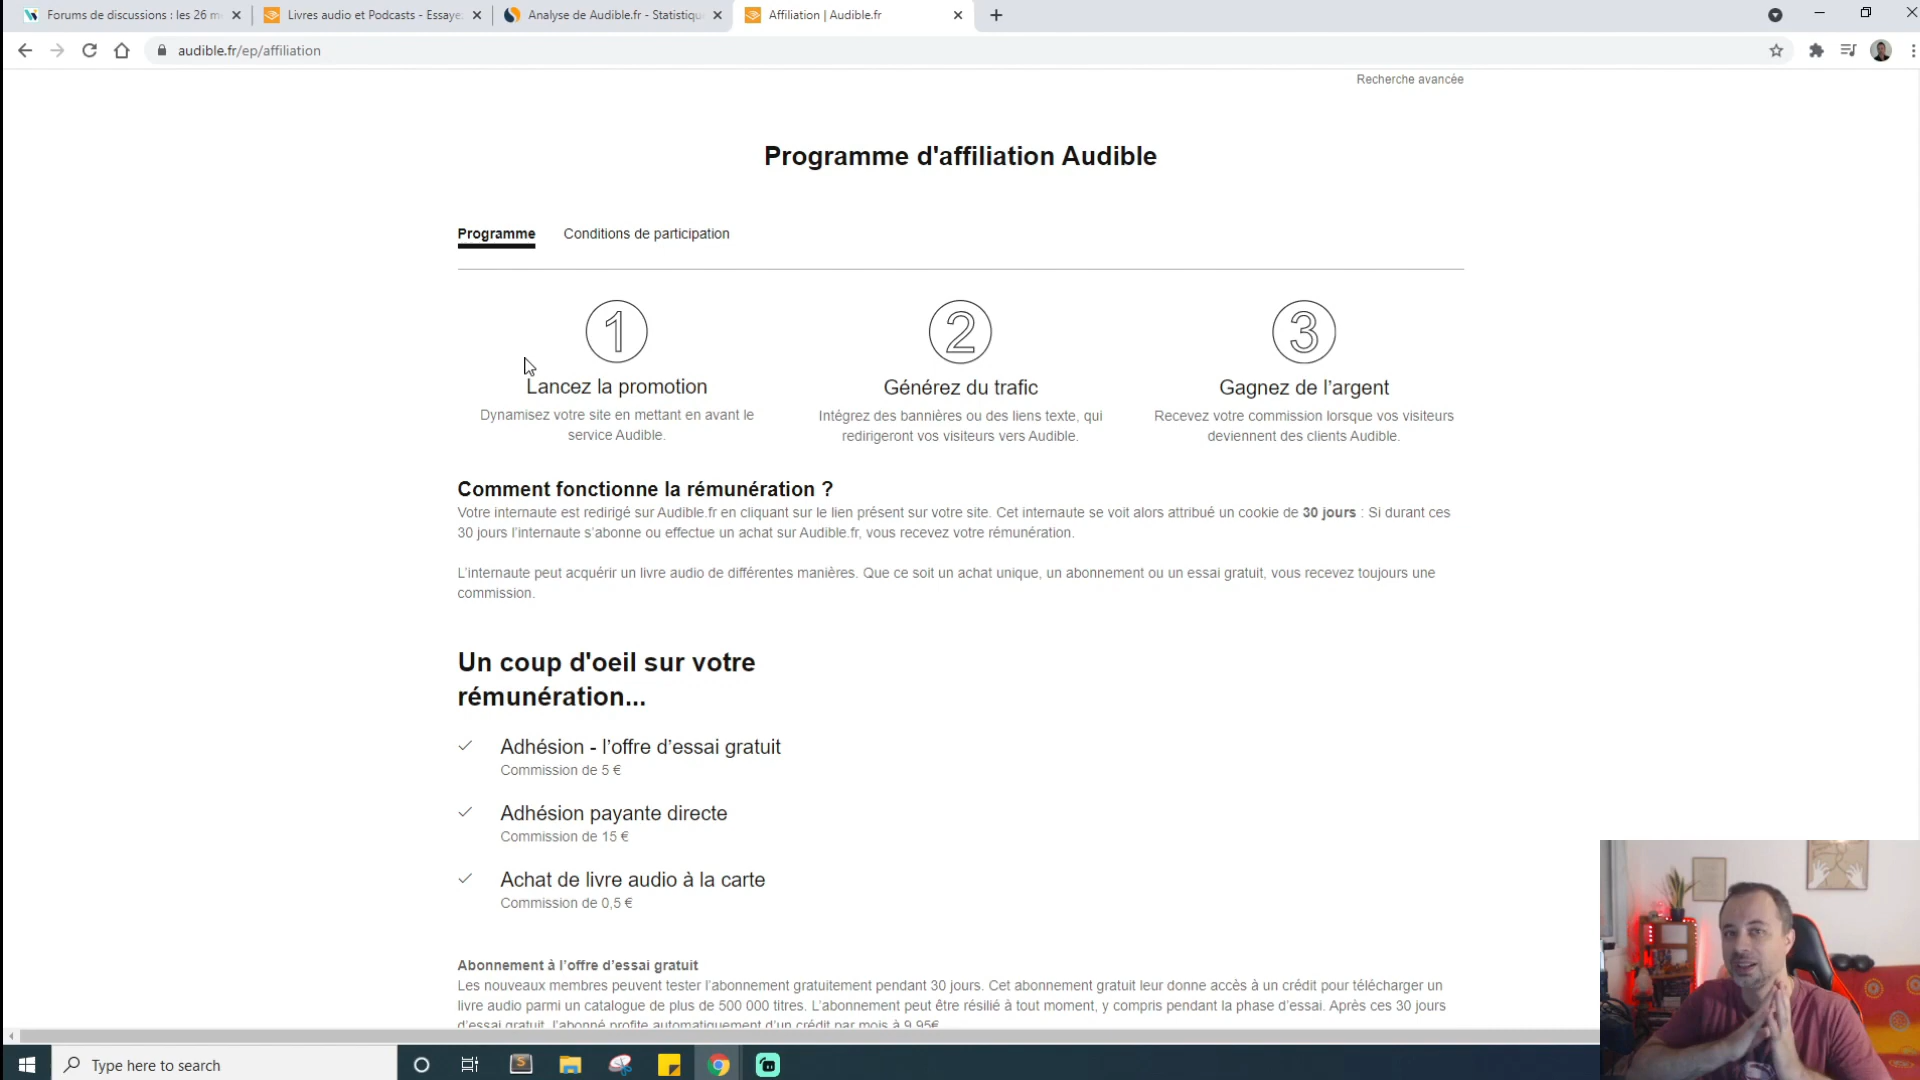 Forums de discussions : les 26 m
Livres audio et Podcasts - Essaye
Analyse de Audible.fr - Statistiqu
Affiliation | Audible.fr
audible.fr/ep/affiliation
Recherche avancée
Programme d'affiliation Audible
Programme
Conditions de participation
1
2
3
Lancez la promotion
Générez du trafic
Gagnez de l'argent
Dynamisez votre site en mettant en avant le
service Audible.
Intégrez des bannières ou des liens texte, qui
redirigeront vos visiteurs vers Audible.
Recevez votre commission lorsque vos visiteurs
deviennent des clients Audible.
Comment fonctionne la rémunération ?
Votre internaute est redirigé sur Audible.fr en cliquant sur le lien présent sur votre site. Cet internaute se voit alors attribué un cookie de 30 jours : Si durant ces
30 jours l'internaute s'abonne ou effectue un achat sur Audible.fr, vous recevez votre rémunération.
L'internaute peut acquérir un livre audio de différentes manières. Que ce soit un achat unique, un abonnement ou un essai gratuit, vous recevez toujours une
commission.
Un coup d'oeil sur votre
rémunération...
Adhésion - l'offre d'essai gratuit
Commission de 5 €
Adhésion payante directe
Commission de 15 €
Achat de livre audio à la carte
Commission de 0,5 €
Abonnement à l'offre d'essai gratuit
Les nouveaux membres peuvent tester l'abonnement gratuitement pendant 30 jours. Cet abonnement gratuit leur donne accès à un crédit pour télécharger un
livre audio parmi un catalogue de plus de 500 000 titres. L'abonnement peut être résilié à tout moment, y compris pendant la phase d'essai. Après ces 30 jours
d'essai gratuit, l'abonné profite automatiquement d'un crédit par mois à 9,95€
Type here to search